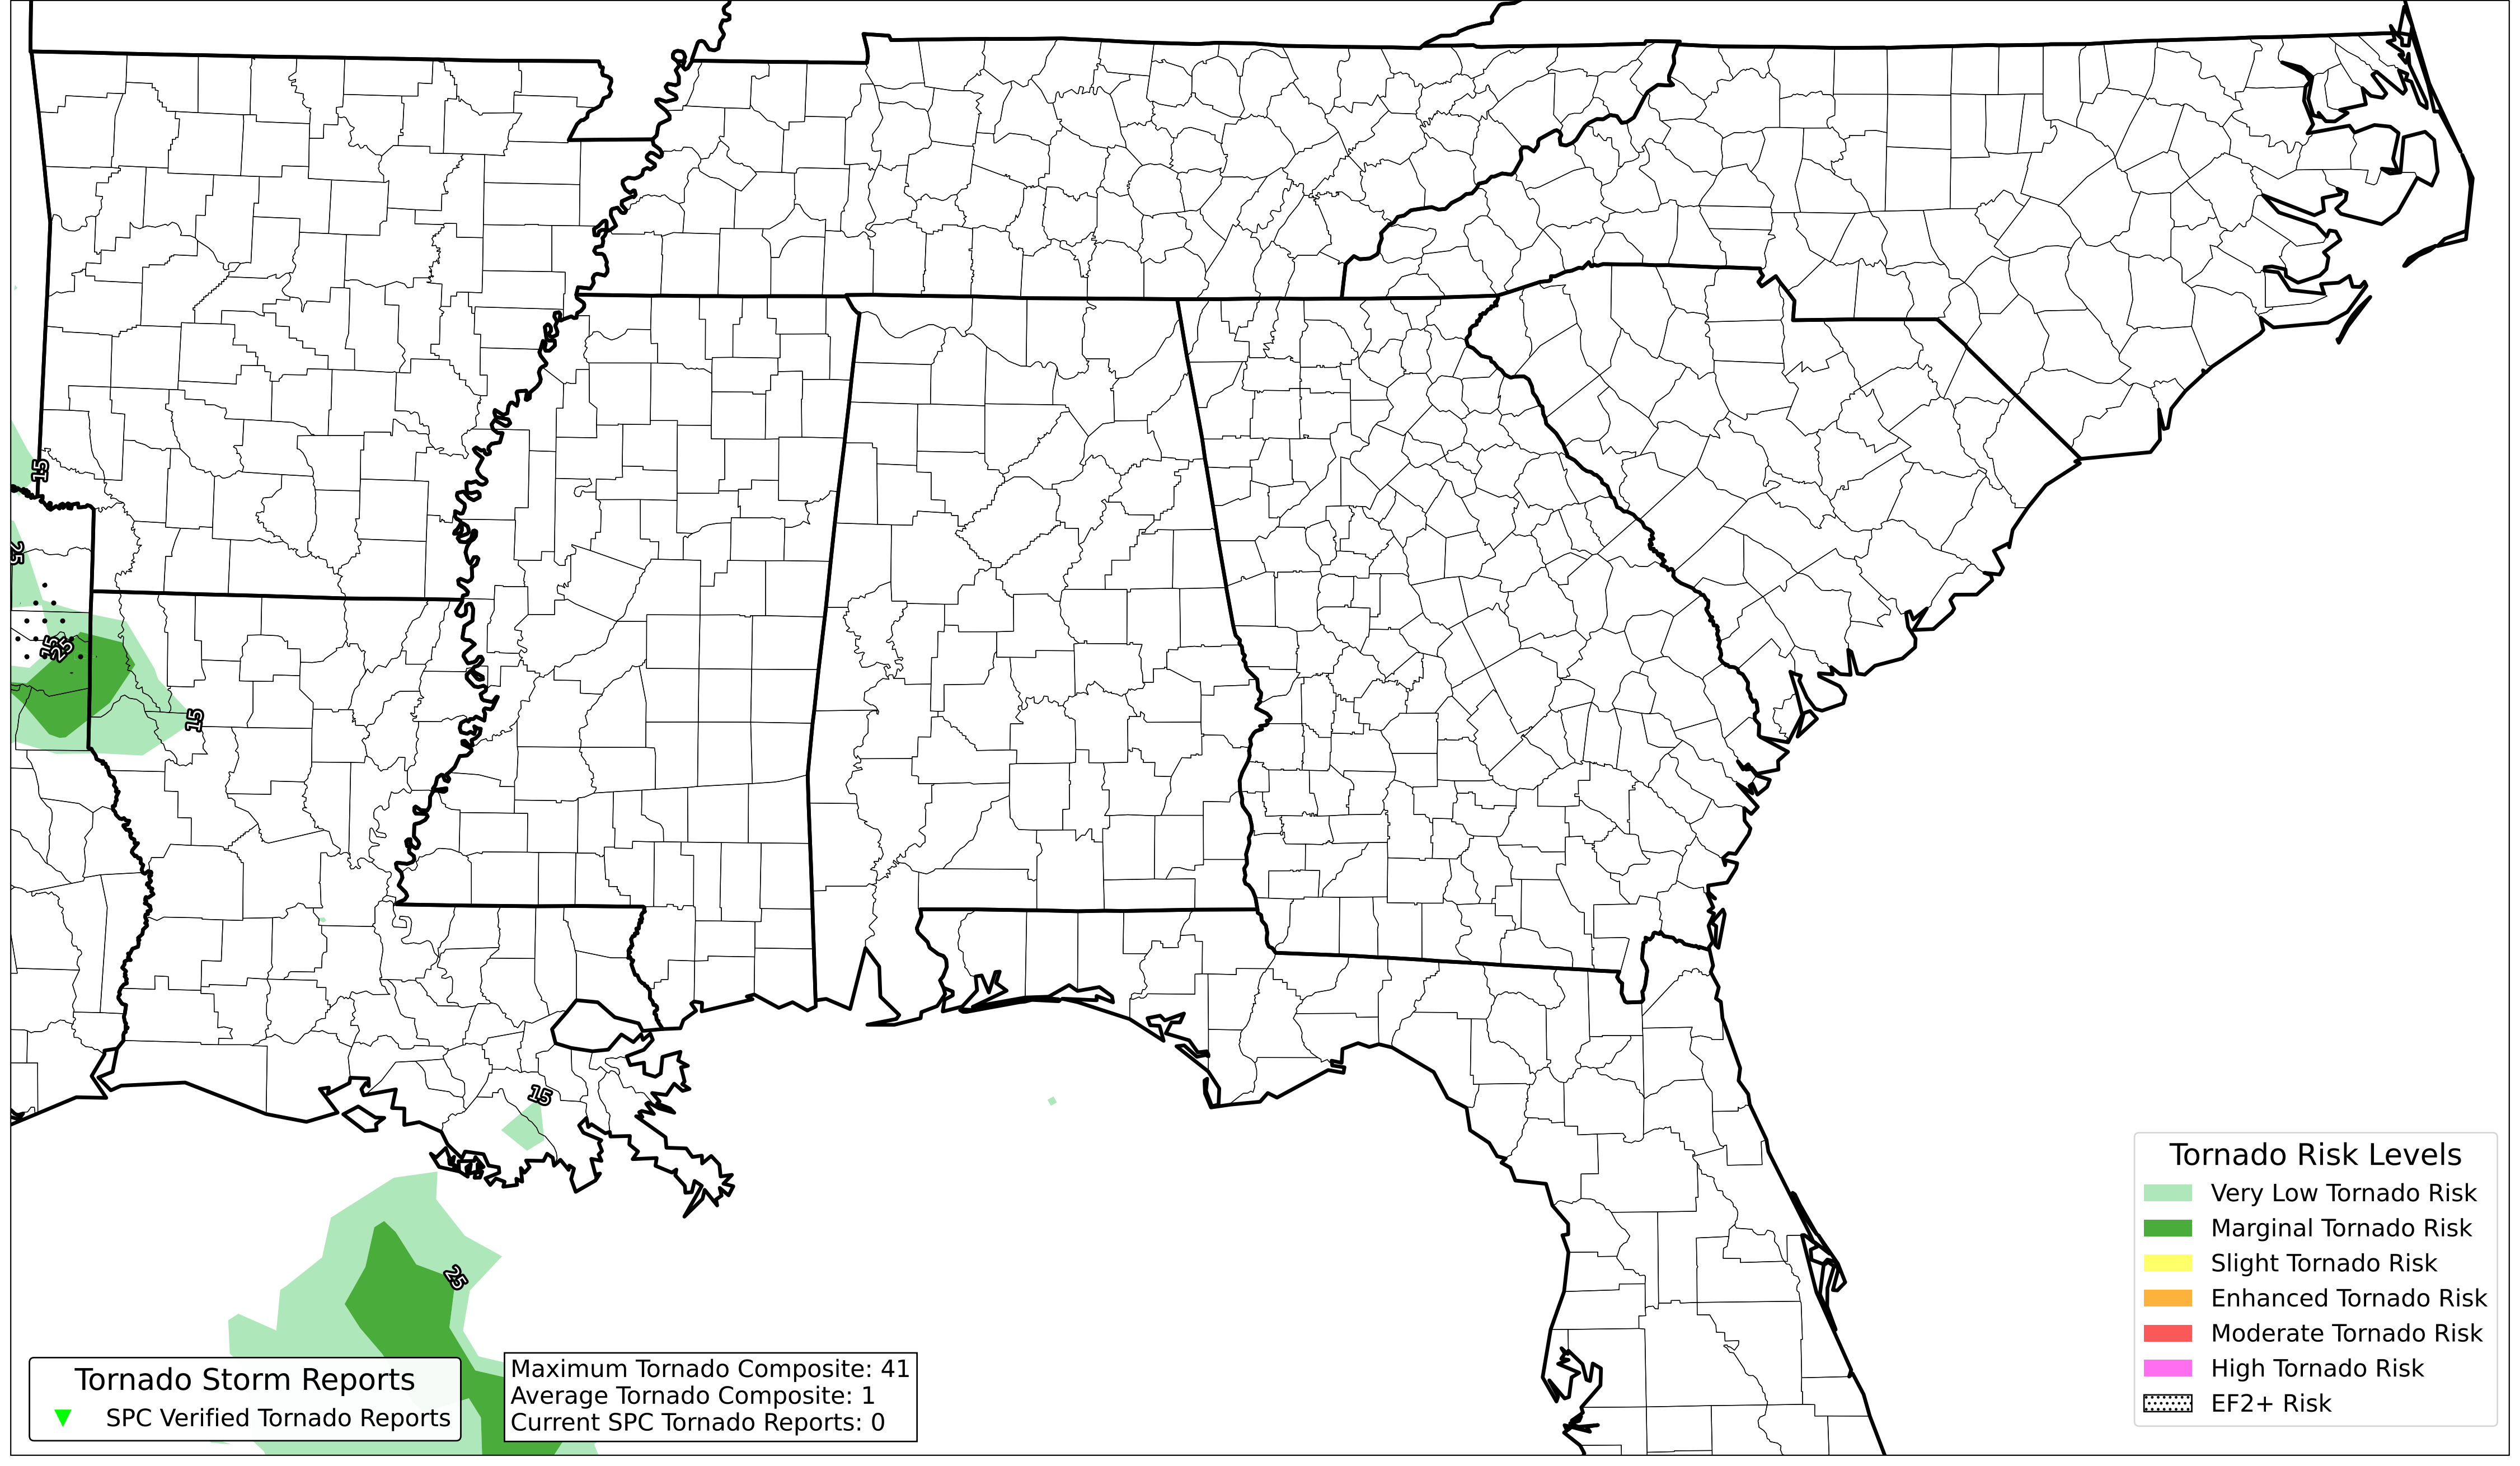 15
25
15
25
15
15
25
Tornado Storm Reports
SPC Verified Tornado Reports
Maximum Tornado Composite: 41
Average Tornado Composite: 1
Current SPC Tornado Reports: 0
Tornado Risk Levels
Very Low Tornado Risk
Marginal Tornado Risk
Slight Tornado Risk
Enhanced Tornado Risk
Moderate Tornado Risk
High Tornado Risk
EF2+ Risk